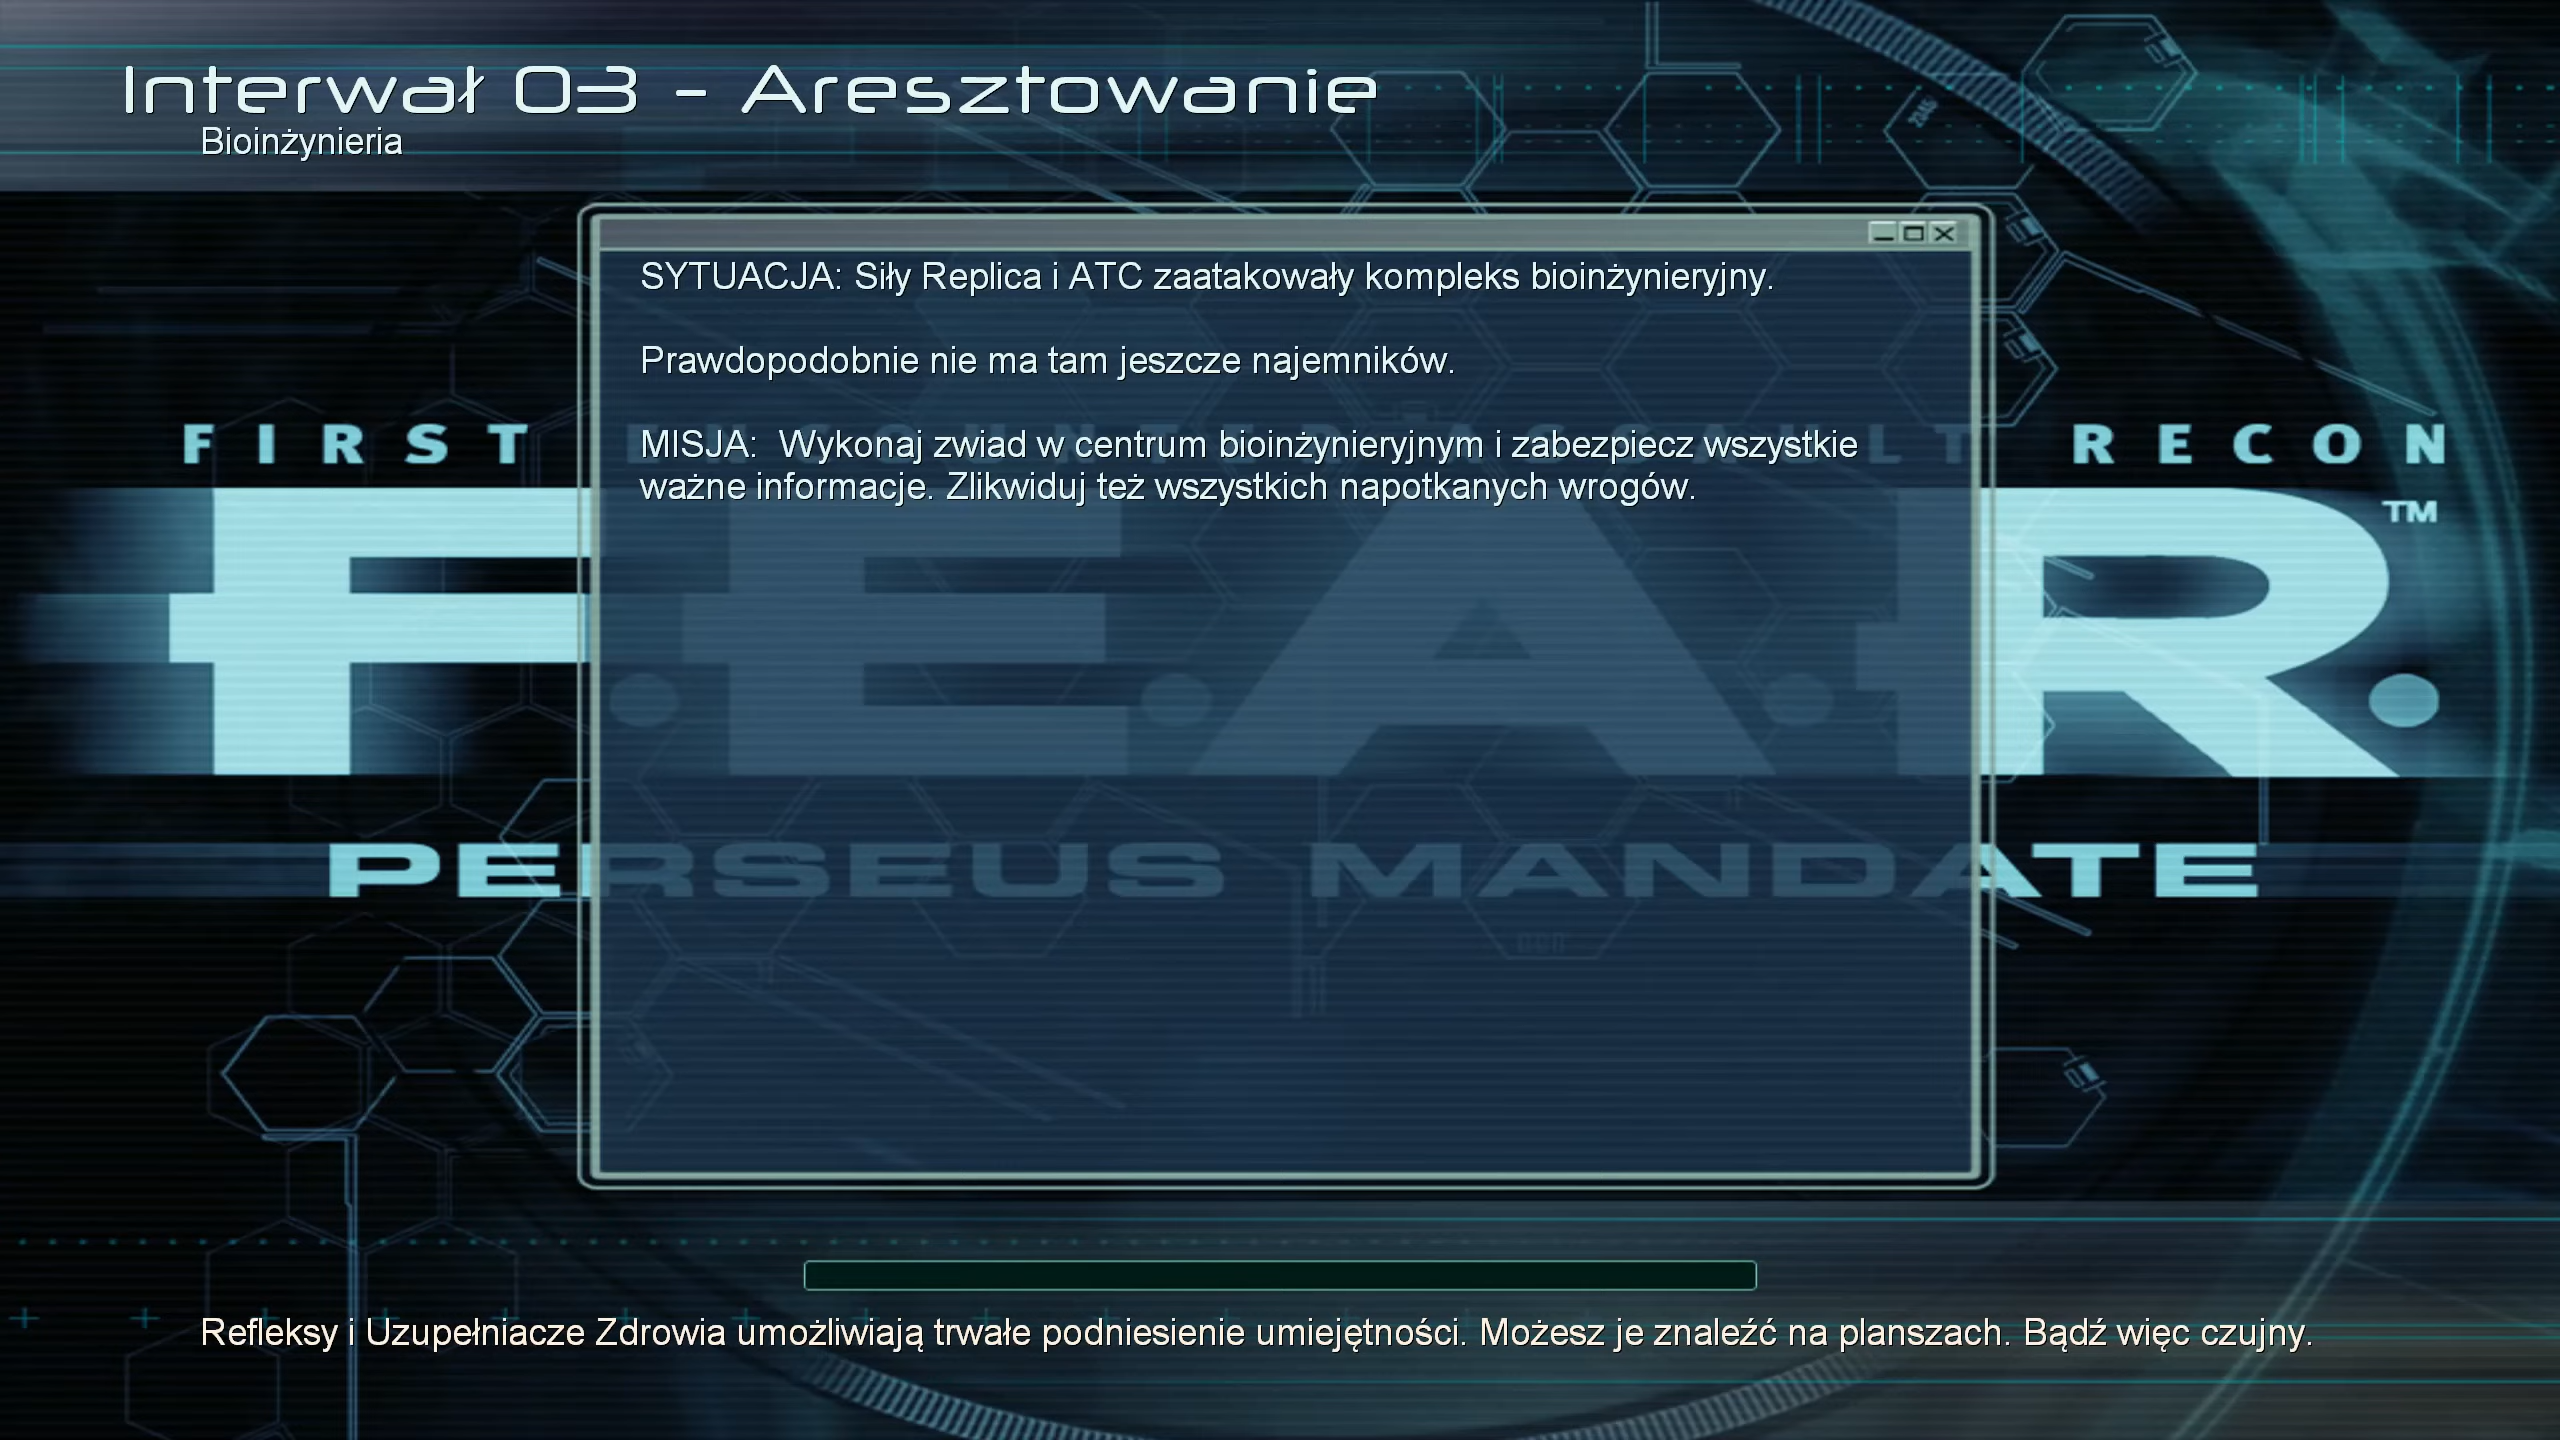 Interwał 03 - Aresztowanie
Bioinżynieria
SYTUACJA: Siły Replica i ATC zaatakowały kompleks bioinżynieryjny.
Prawdopodobnie nie ma tam jeszcze najemników.
MISJA: Wykonaj zwiad w centrum bioinżynieryjnym i zabezpiecz wszystkie
ważne informacje. Zlikwiduj też wszystkich napotkanych wrogów.
FIRST RECON
F.E.A.R.™
PERSEUS MANDATE
Refleksy i Uzupełniacze Zdrowia umożliwiają trwałe podniesienie umiejętności. Możesz je znaleźć na planszach. Bądź więc czujny.